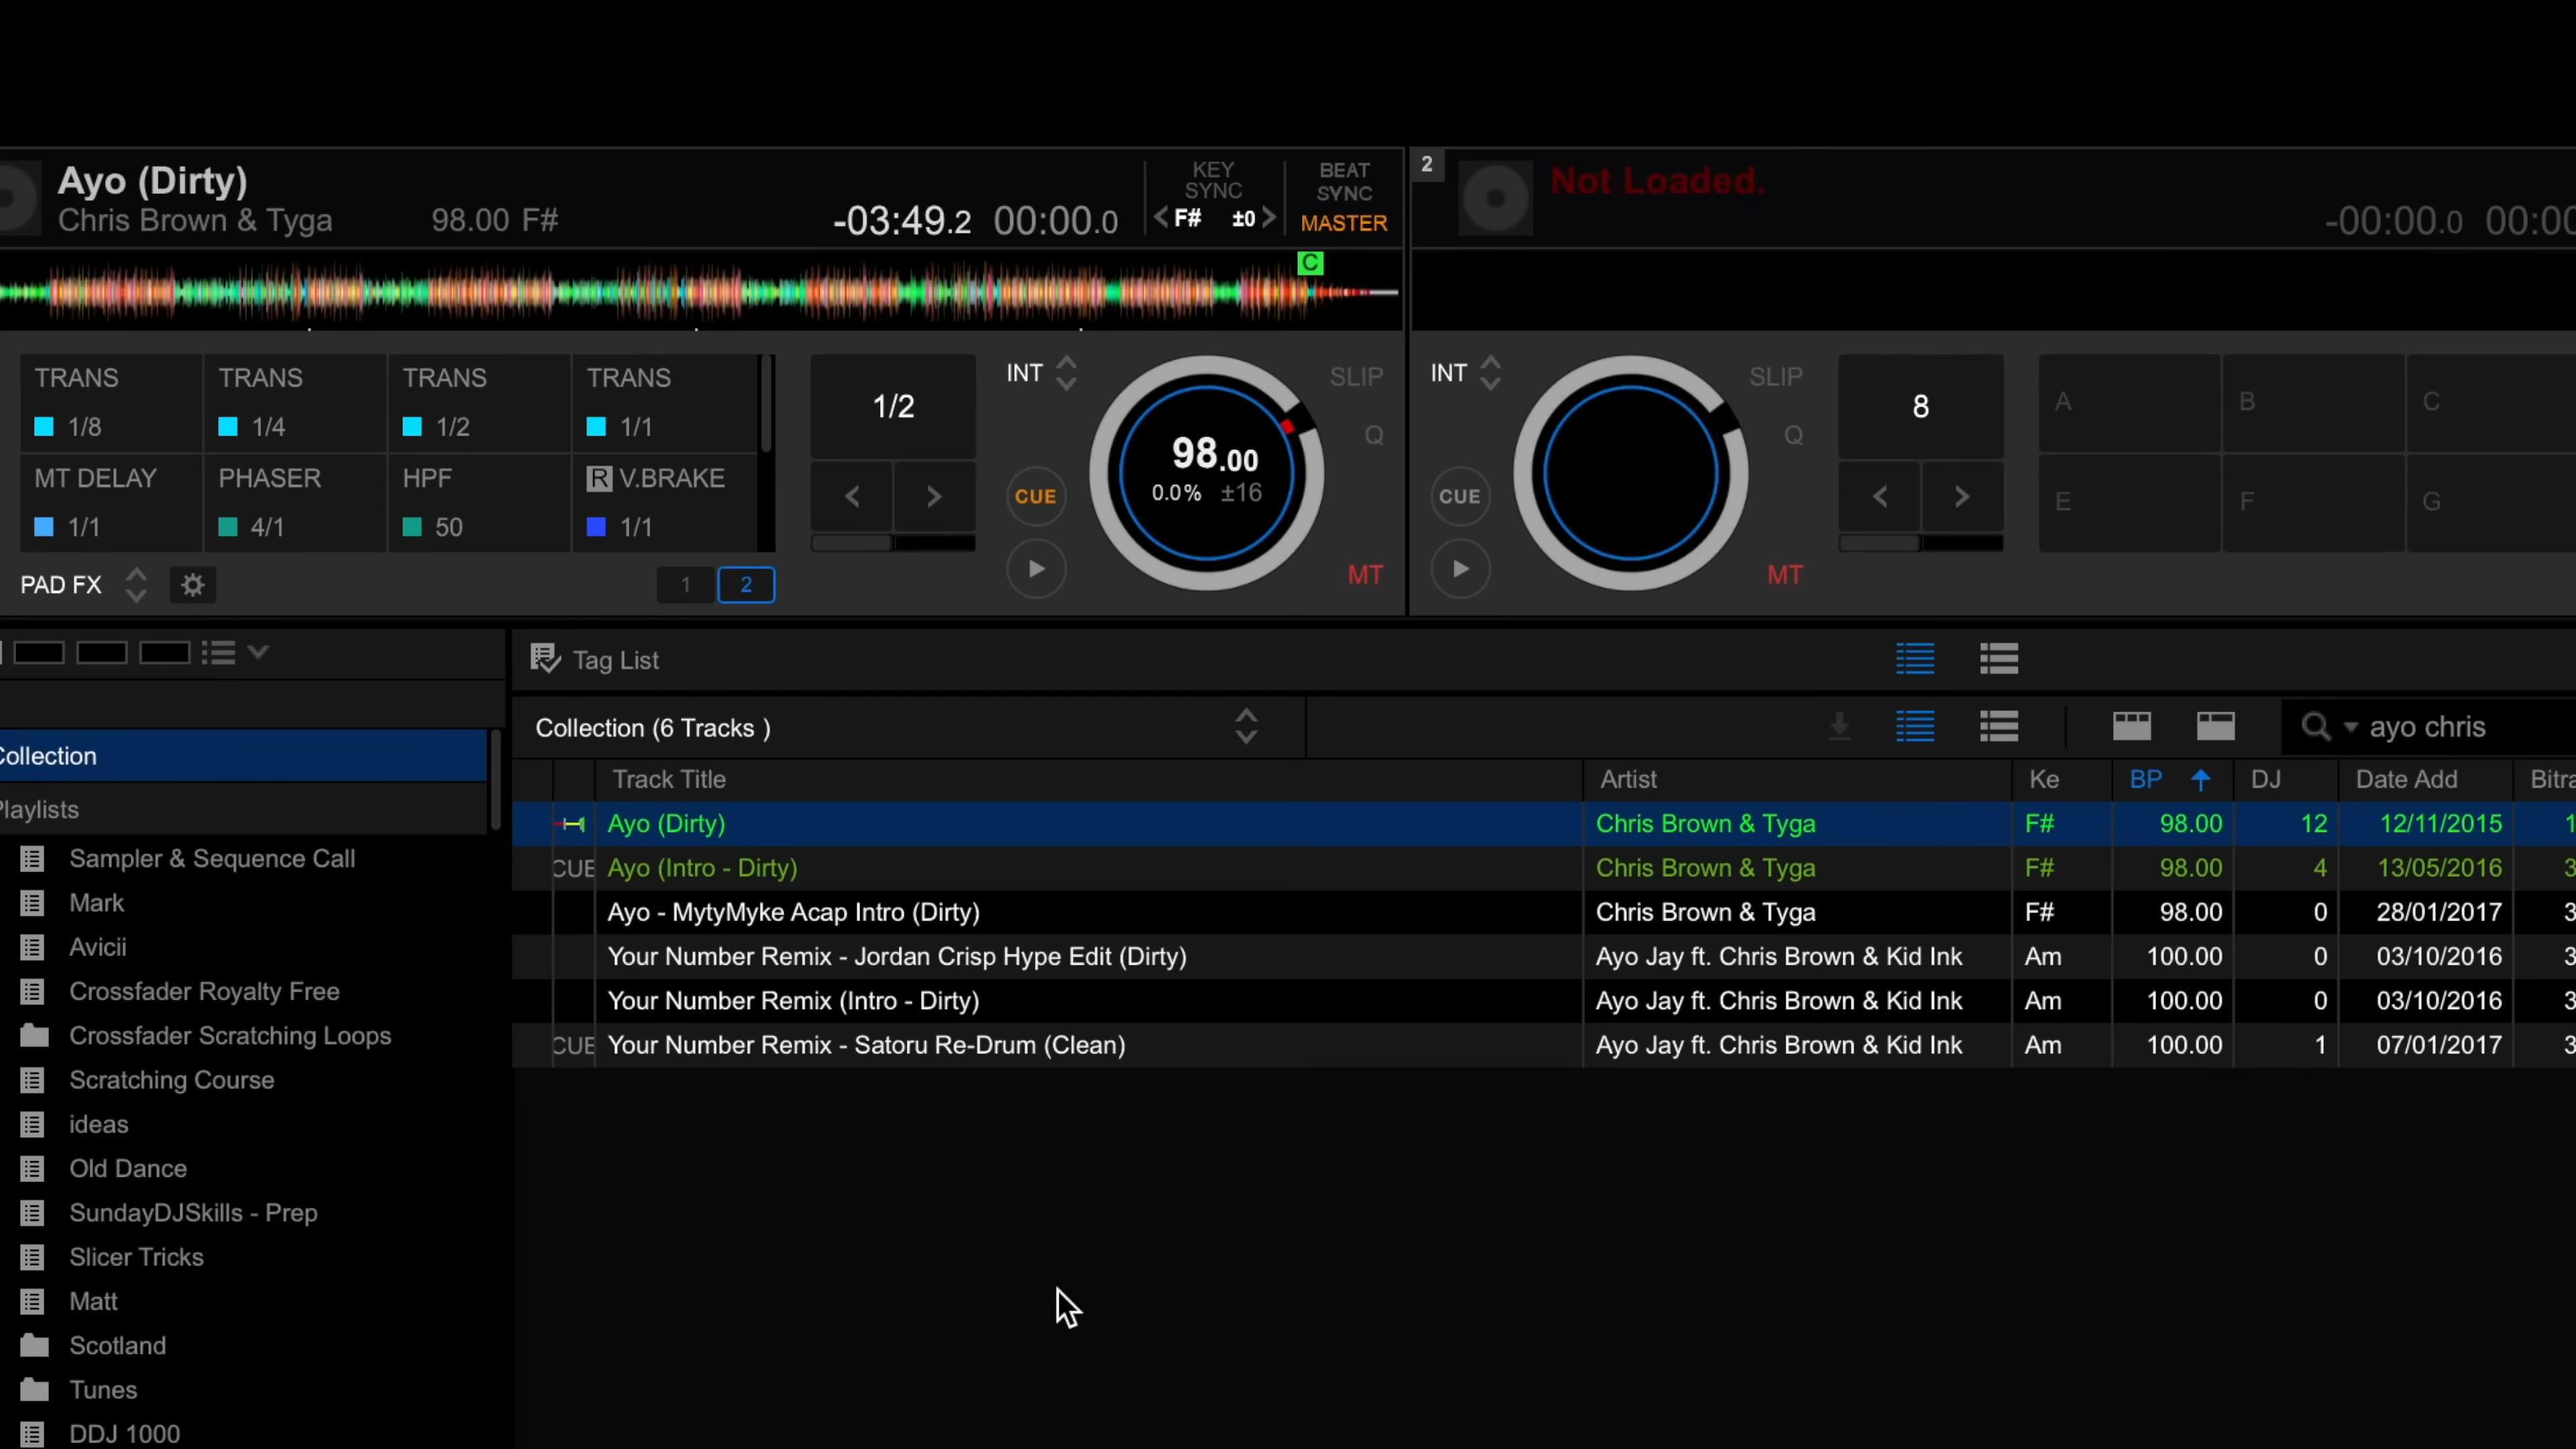 Ayo (Dirty)
Chris Brown & Tyga 98.00 F#
-03:49.2 00:00.0
KEY
SYNC
F# ±0
BEAT
SYNC
MASTER
2
Not Loaded.
-00:00.0 00:00
C
TRANS TRANS TRANS TRANS
1/8 1/4 1/2 1/1
MT DELAY PHASER HPF R V.BRAKE
1/1 4/1 50 1/1
PAD FX
1 2
1/2
INT
SLIP
Q
98.00
0.0% ±16
CUE
MT
INT
SLIP
Q
CUE
MT
8
A B C
E F G
Tag List
Collection (6 Tracks )
ayo chris
Track Title Artist Ke BP DJ Date Add Bitra
Ayo (Dirty) Chris Brown & Tyga F# 98.00 12 12/11/2015 1
CUE Ayo (Intro - Dirty) Chris Brown & Tyga F# 98.00 4 13/05/2016 3
Ayo - MytyMyke Acap Intro (Dirty) Chris Brown & Tyga F# 98.00 0 28/01/2017 3
Your Number Remix - Jordan Crisp Hype Edit (Dirty) Ayo Jay ft. Chris Brown & Kid Ink Am 100.00 0 03/10/2016 3
Your Number Remix (Intro - Dirty) Ayo Jay ft. Chris Brown & Kid Ink Am 100.00 0 03/10/2016 3
CUE Your Number Remix - Satoru Re-Drum (Clean) Ayo Jay ft. Chris Brown & Kid Ink Am 100.00 1 07/01/2017 3
Collection
Playlists
Sampler & Sequence Call
Mark
Avicii
Crossfader Royalty Free
Crossfader Scratching Loops
Scratching Course
ideas
Old Dance
SundayDJSkills - Prep
Slicer Tricks
Matt
Scotland
Tunes
DDJ 1000